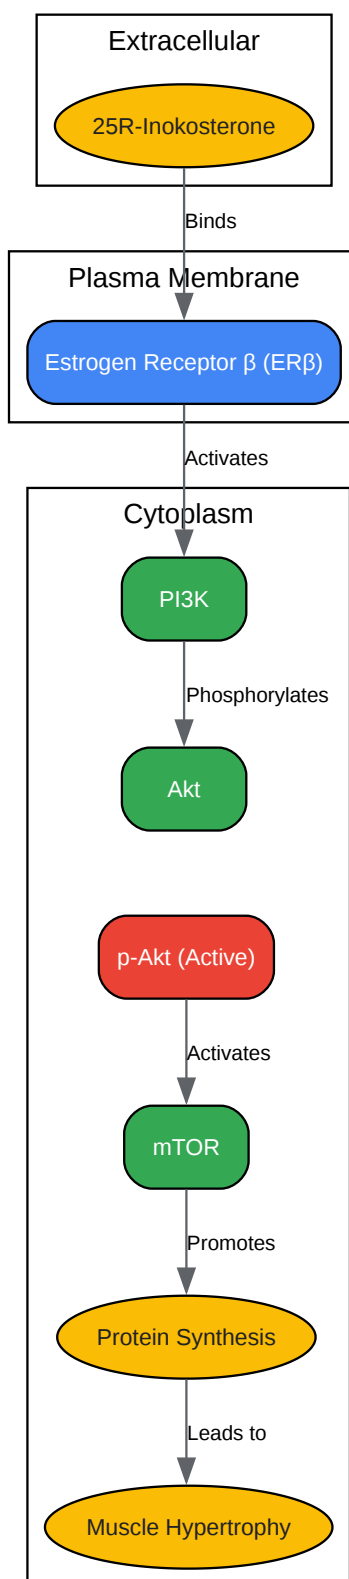 Extracellular
25R-Inokosterone
Binds
Plasma Membrane
Estrogen Receptor β (ERβ)
Activates
Cytoplasm
PI3K
Phosphorylates
Akt
p-Akt (Active)
Activates
mTOR
Promotes
Protein Synthesis
Leads to
Muscle Hypertrophy